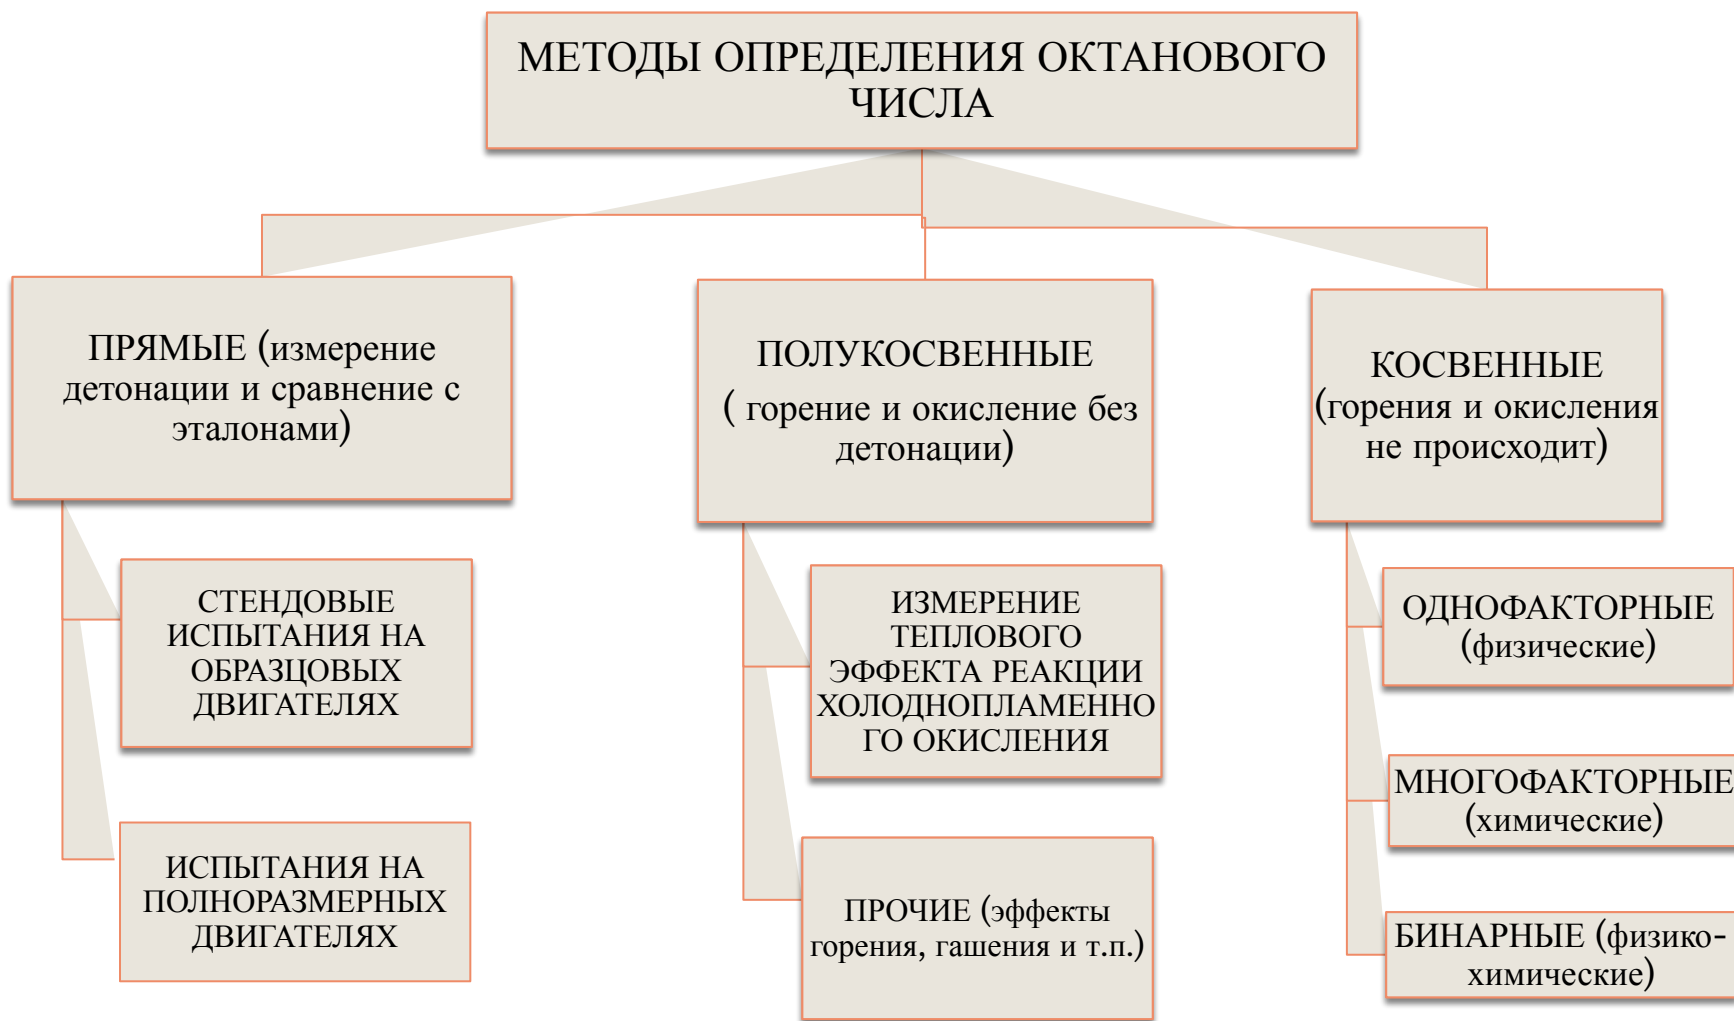 МЕТОДЫ ОПРЕДЕЛЕНИЯ ОКТАНОВОГО
ЧИСЛА
ПРЯМЫЕ (измерение
детонации и сравнение с
эталонами)
СТЕНДОВЫЕ
ИСПЫТАНИЯ НА
ОБРАЗЦОВЫХ
ДВИГАТЕЛЯХ
ИСПЫТАНИЯ НА
ПОЛНОРАЗМЕРНЫХ
ДВИГАТЕЛЯХ
ПОЛУКОСВЕННЫЕ
( горение и окисление без
детонации)
ИЗМЕРЕНИЕ
ТЕПЛОВОГО
ЭФФЕКТА РЕАКЦИИ
ХОЛОДНОПЛАМЕННО
ГО ОКИСЛЕНИЯ
ПРОЧИЕ (эффекты
горения, гашения и т.п.)
КОСВЕННЫЕ
(горения и окисления
не происходит)
ОДНОФАКТОРНЫЕ
(физические)
МНОГОФАКТОРНЫЕ
(химические)
БИНАРНЫЕ (физико-
химические)